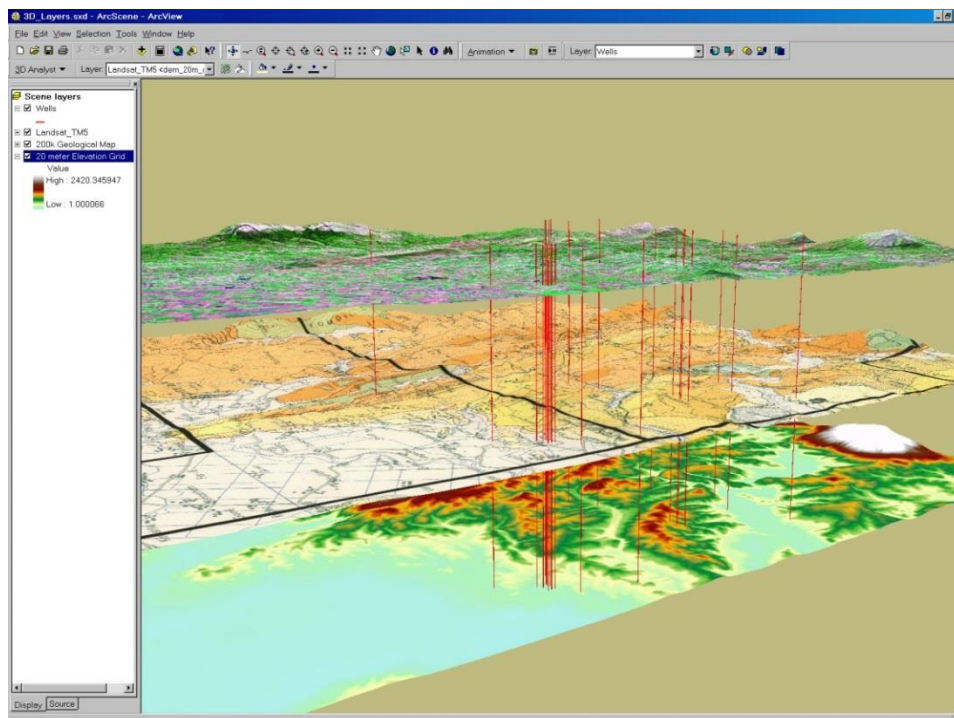 3D_Layers.sxd - ArcScene - ArcView
File Edit View Selection Tools Window Help
Animation Layer: Wells
3D Analyst Layer: Landsat_TM5 <dem_20m_
Scene layers
Wells
Landsat_TM5
200k Geological Map
20 meter Elevation Grid
Value
High : 2420.345947
Low : 1.000066
Display Source